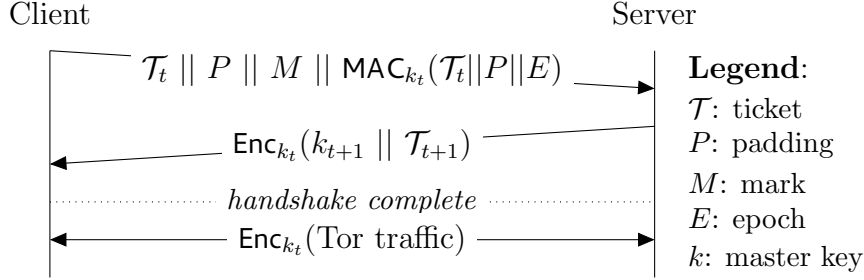 Client Server
𝒯_t || P || M || MAC_{k_t}(𝒯_t||P||E)
Enc_{k_t}(k_{t+1} || 𝒯_{t+1})
handshake complete
Enc_{k_t}(Tor traffic)
Legend:
𝒯: ticket
P: padding
M: mark
E: epoch
k: master key